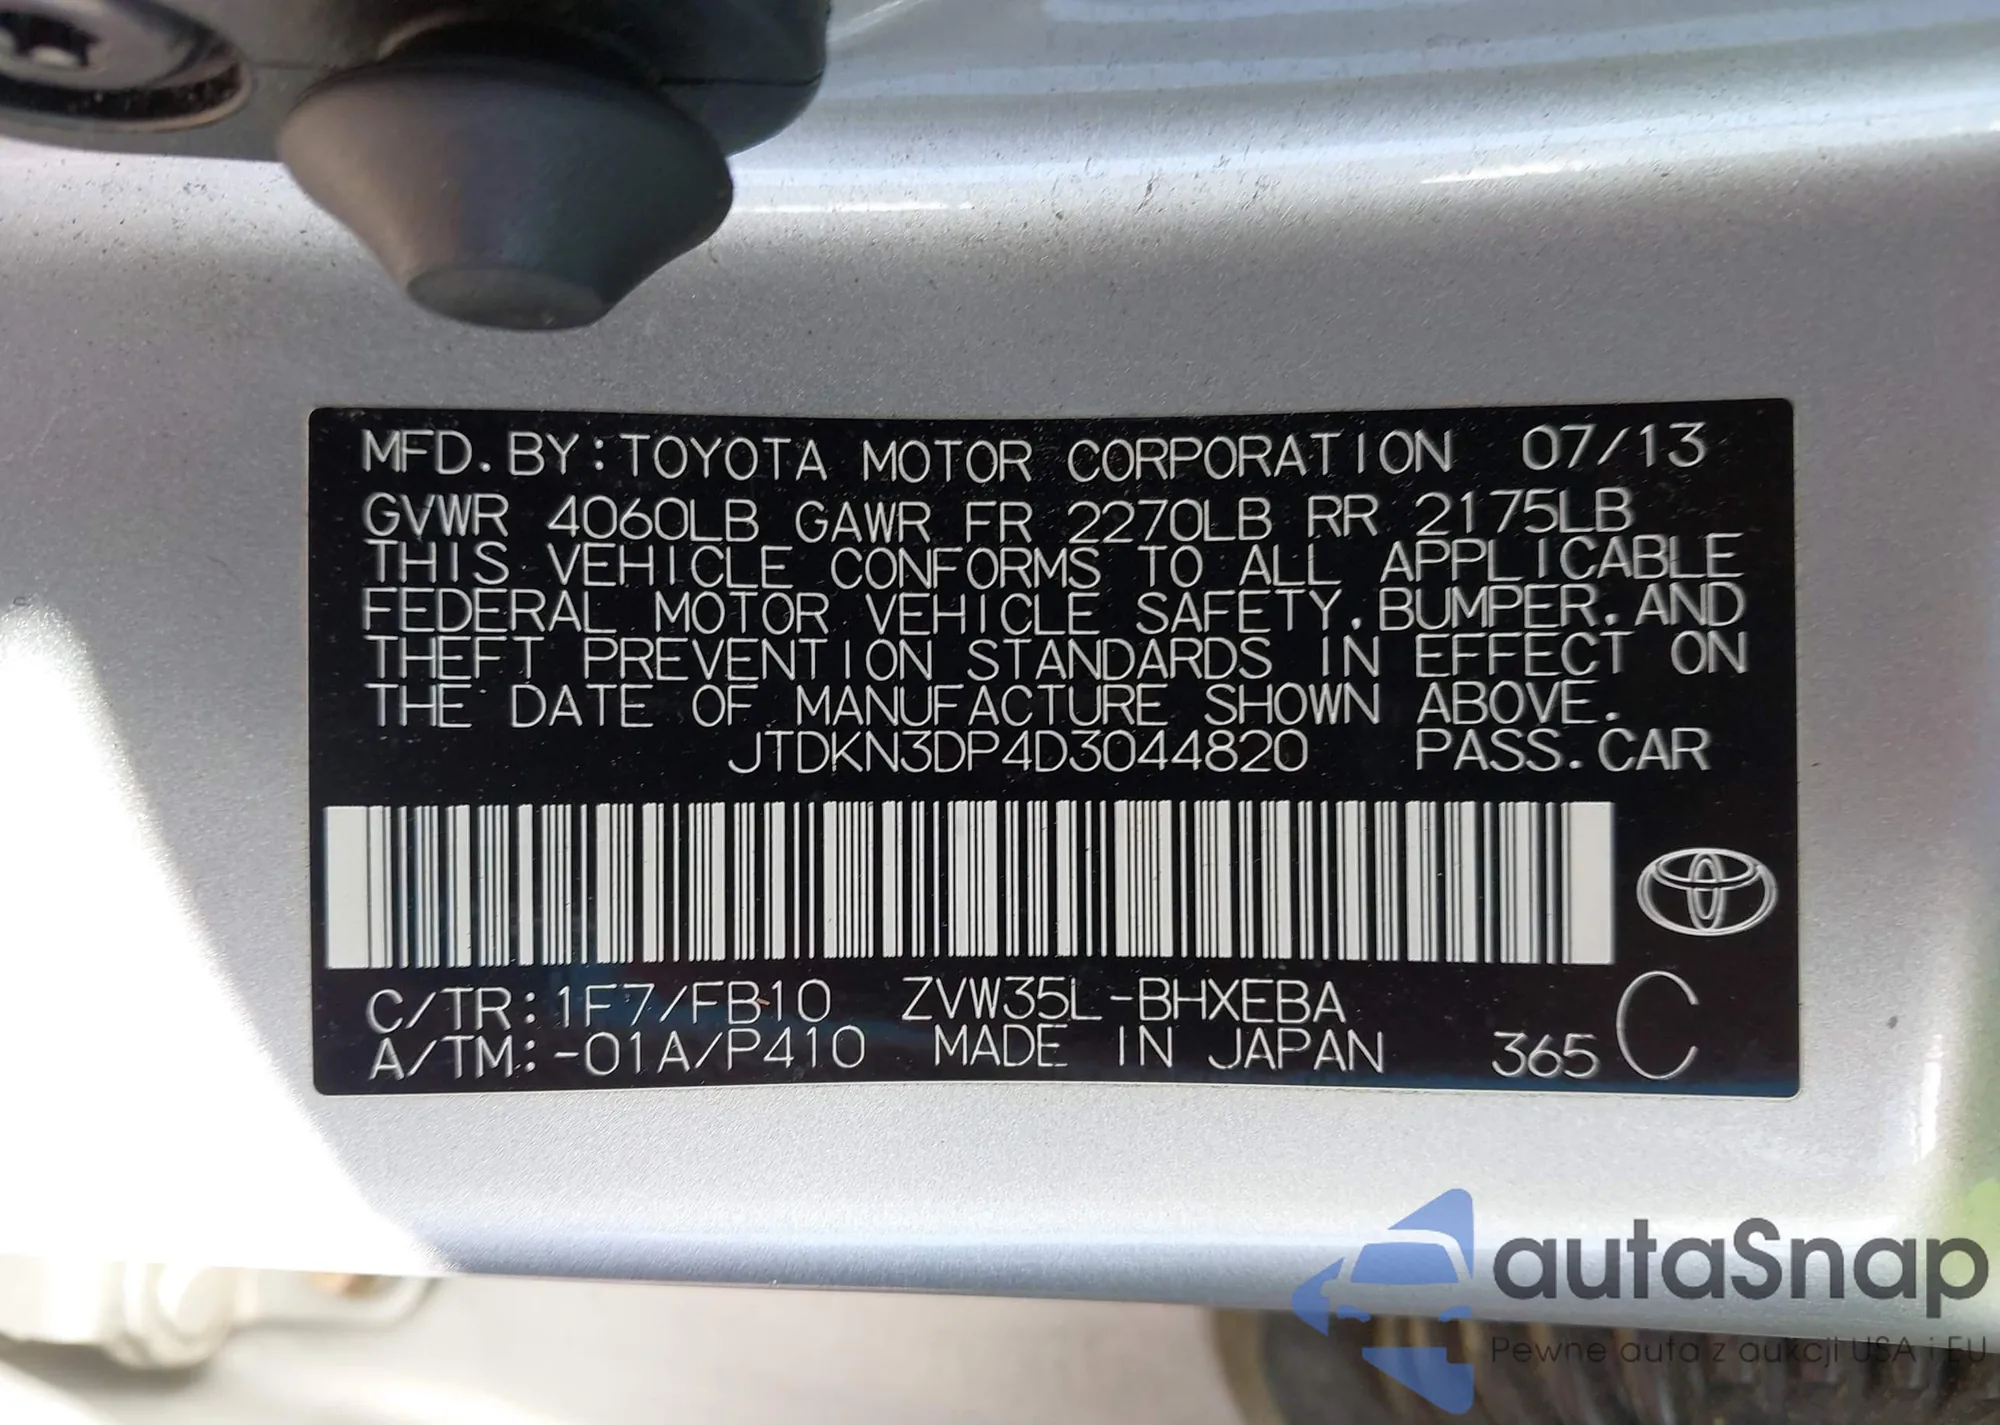 MFD. BY: TOYOTA MOTOR CORPORATION 07/13
GVWR 4060LB GAWR FR 2270LB RR 2175LB
THIS VEHICLE CONFORMS TO ALL APPLICABLE
FEDERAL MOTOR VEHICLE SAFETY, BUMPER, AND
THEFT PREVENTION STANDARDS IN EFFECT ON
THE DATE OF MANUFACTURE SHOWN ABOVE.
JTDKN3DP4D3044820 PASS. CAR
C/TR: 1F7/FB10 ZVW35L-BHXEBA
A/TM: -01A/P410 MADE IN JAPAN 365 C
autaSnap
Pewne auta z aukcji USA i EU